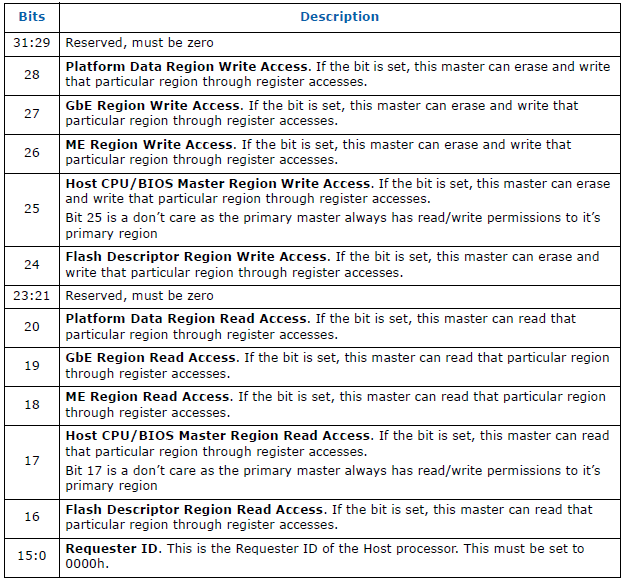 Bits Description
31:29 Reserved, must be zero
28 Platform Data Region Write Access. If the bit is set, this master can erase and write
that particular region through register accesses.
27 GbE Region Write Access. If the bit is set, this master can erase and write that
particular region through register accesses.
26 ME Region Write Access. If the bit is set, this master can erase and write that
particular region through register accesses.
25 Host CPU/BIOS Master Region Write Access. If the bit is set, this master can erase
and write that particular region through register accesses.
Bit 25 is a don’t care as the primary master always has read/write permissions to it’s
primary region
24 Flash Descriptor Region Write Access. If the bit is set, this master can erase and
write that particular region through register accesses.
23:21 Reserved, must be zero
20 Platform Data Region Read Access. If the bit is set, this master can read that
particular region through register accesses.
19 GbE Region Read Access. If the bit is set, this master can read that particular region
through register accesses.
18 ME Region Read Access. If the bit is set, this master can read that particular region
through register accesses.
17 Host CPU/BIOS Master Region Read Access. If the bit is set, this master can read
that particular region through register accesses.
Bit 17 is a don’t care as the primary master always has read/write permissions to it’s
primary region
16 Flash Descriptor Region Read Access. If the bit is set, this master can read that
particular region through register accesses.
15:0 Requester ID. This is the Requester ID of the Host processor. This must be set to
0000h.